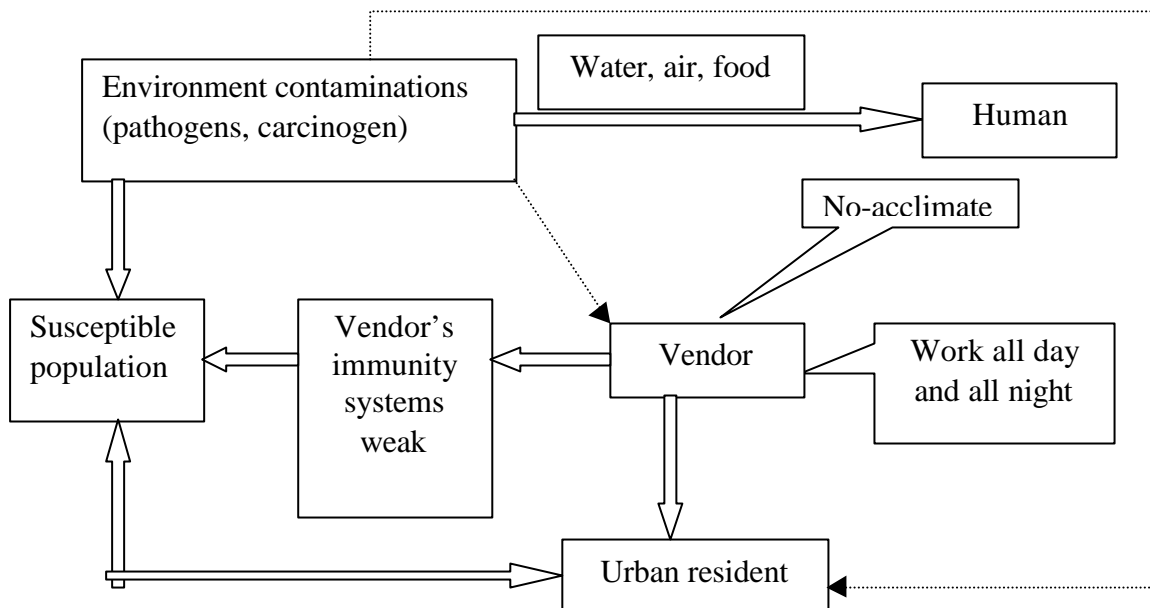 Water, air, food
Environment contaminations
(pathogens, carcinogen)
Human
No-acclimate
Susceptible
population
Vendor's
immunity
systems
weak
Vendor
Work all day
and all night
Urban resident